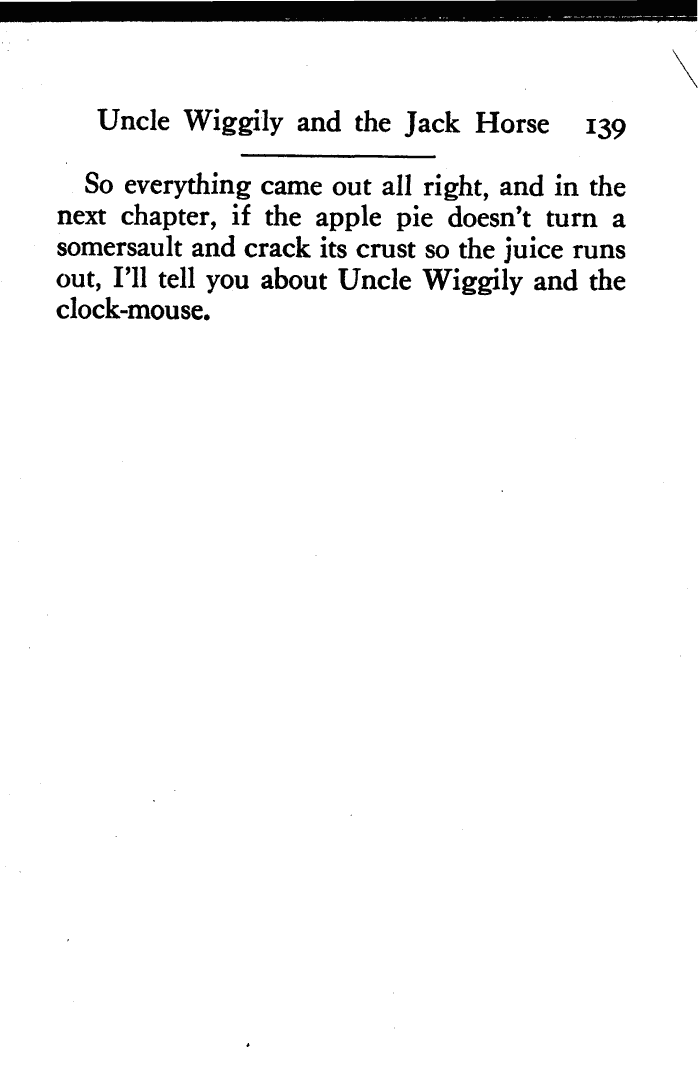 Uncle Wiggily and the Jack Horse 139
So everything came out all right, and in the
next chapter, if the apple pie doesn't turn a
somersault and crack its crust so the juice runs
out, I'll tell you about Uncle Wiggily and the
clock-mouse.